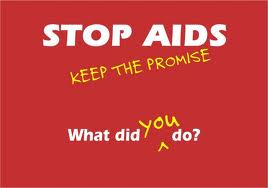 STOP AIDS
KEEP THE PROMISE
What did you do?